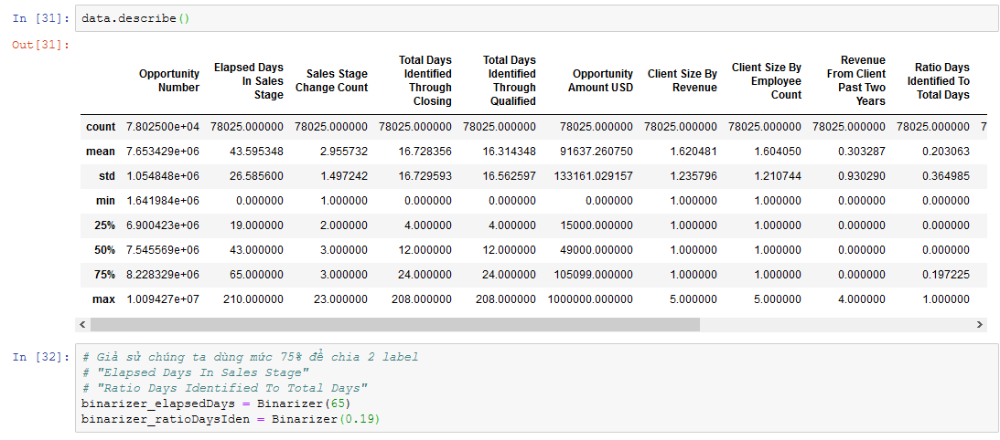 In [31]: data.describe()
Out[31]:
Opportunity Number Elapsed Days In Sales Stage Sales Stage Change Count Total Days Identified Through Closing Total Days Identified Through Qualified Opportunity Amount USD Client Size By Revenue Client Size By Employee Count Revenue From Client Past Two Years Ratio Days Identified To Total Days
count 7.802500e+04 78025.000000 78025.000000 78025.000000 78025.000000 78025.000000 78025.000000 78025.000000 78025.000000 78025.000000 7
mean 7.653429e+06 43.595348 2.955732 16.728356 16.314348 91637.260750 1.620481 1.604050 0.303287 0.203063
std 1.054848e+06 26.585600 1.497242 16.729593 16.562597 133161.029157 1.235796 1.210744 0.930290 0.364985
min 1.641984e+06 0.000000 1.000000 0.000000 0.000000 0.000000 1.000000 1.000000 0.000000 0.000000
25% 6.900423e+06 19.000000 2.000000 4.000000 4.000000 15000.000000 1.000000 1.000000 0.000000 0.000000
50% 7.545569e+06 43.000000 3.000000 12.000000 12.000000 49000.000000 1.000000 1.000000 0.000000 0.000000
75% 8.228329e+06 65.000000 3.000000 24.000000 24.000000 105099.000000 1.000000 1.000000 0.000000 0.197225
max 1.009427e+07 210.000000 23.000000 208.000000 208.000000 1000000.000000 5.000000 5.000000 4.000000 1.000000
In [32]: # Giả sử chúng ta dùng mức 75% để chia 2 label
# "Elapsed Days In Sales Stage"
# "Ratio Days Identified To Total Days"
binarizer_elapsedDays = Binarizer(65)
binarizer_ratioDaysIden = Binarizer(0.19)